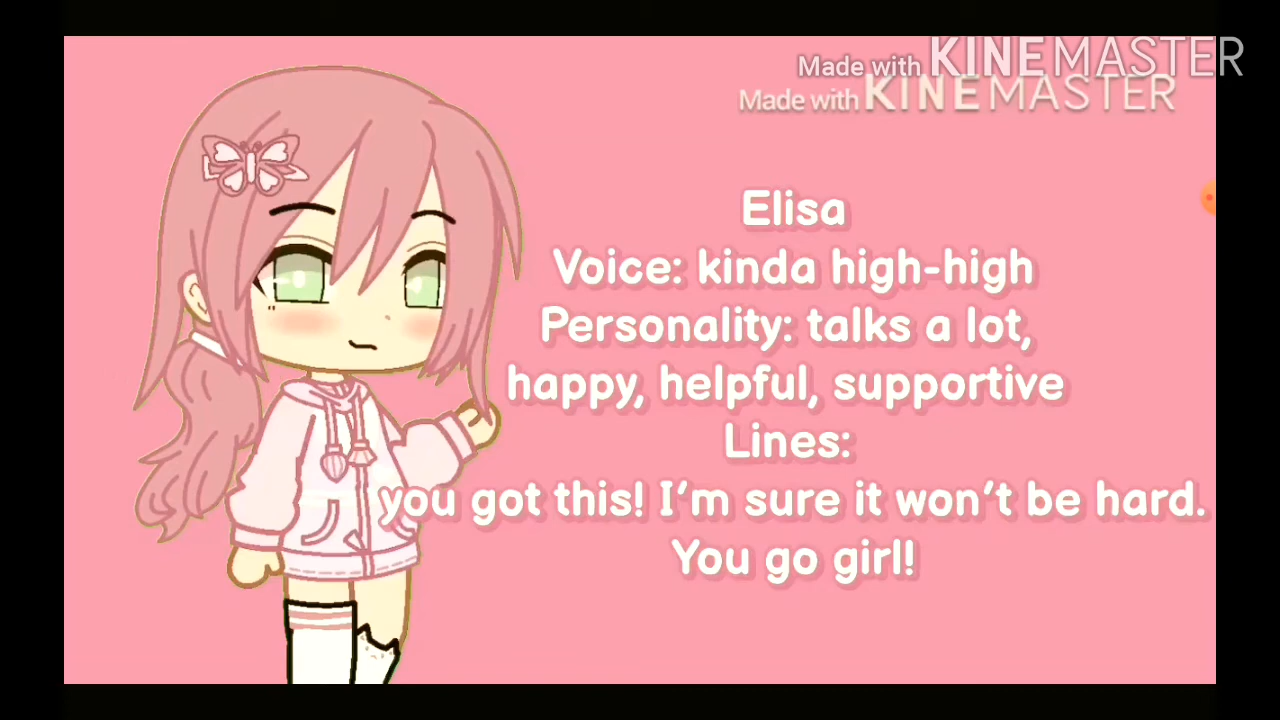 Made with KINEMASTER
Made with KINEMASTER
Elisa
Voice: kinda high-high
Personality: talks a lot,
happy, helpful, supportive
Lines:
you got this! I’m sure it won’t be hard.
You go girl!